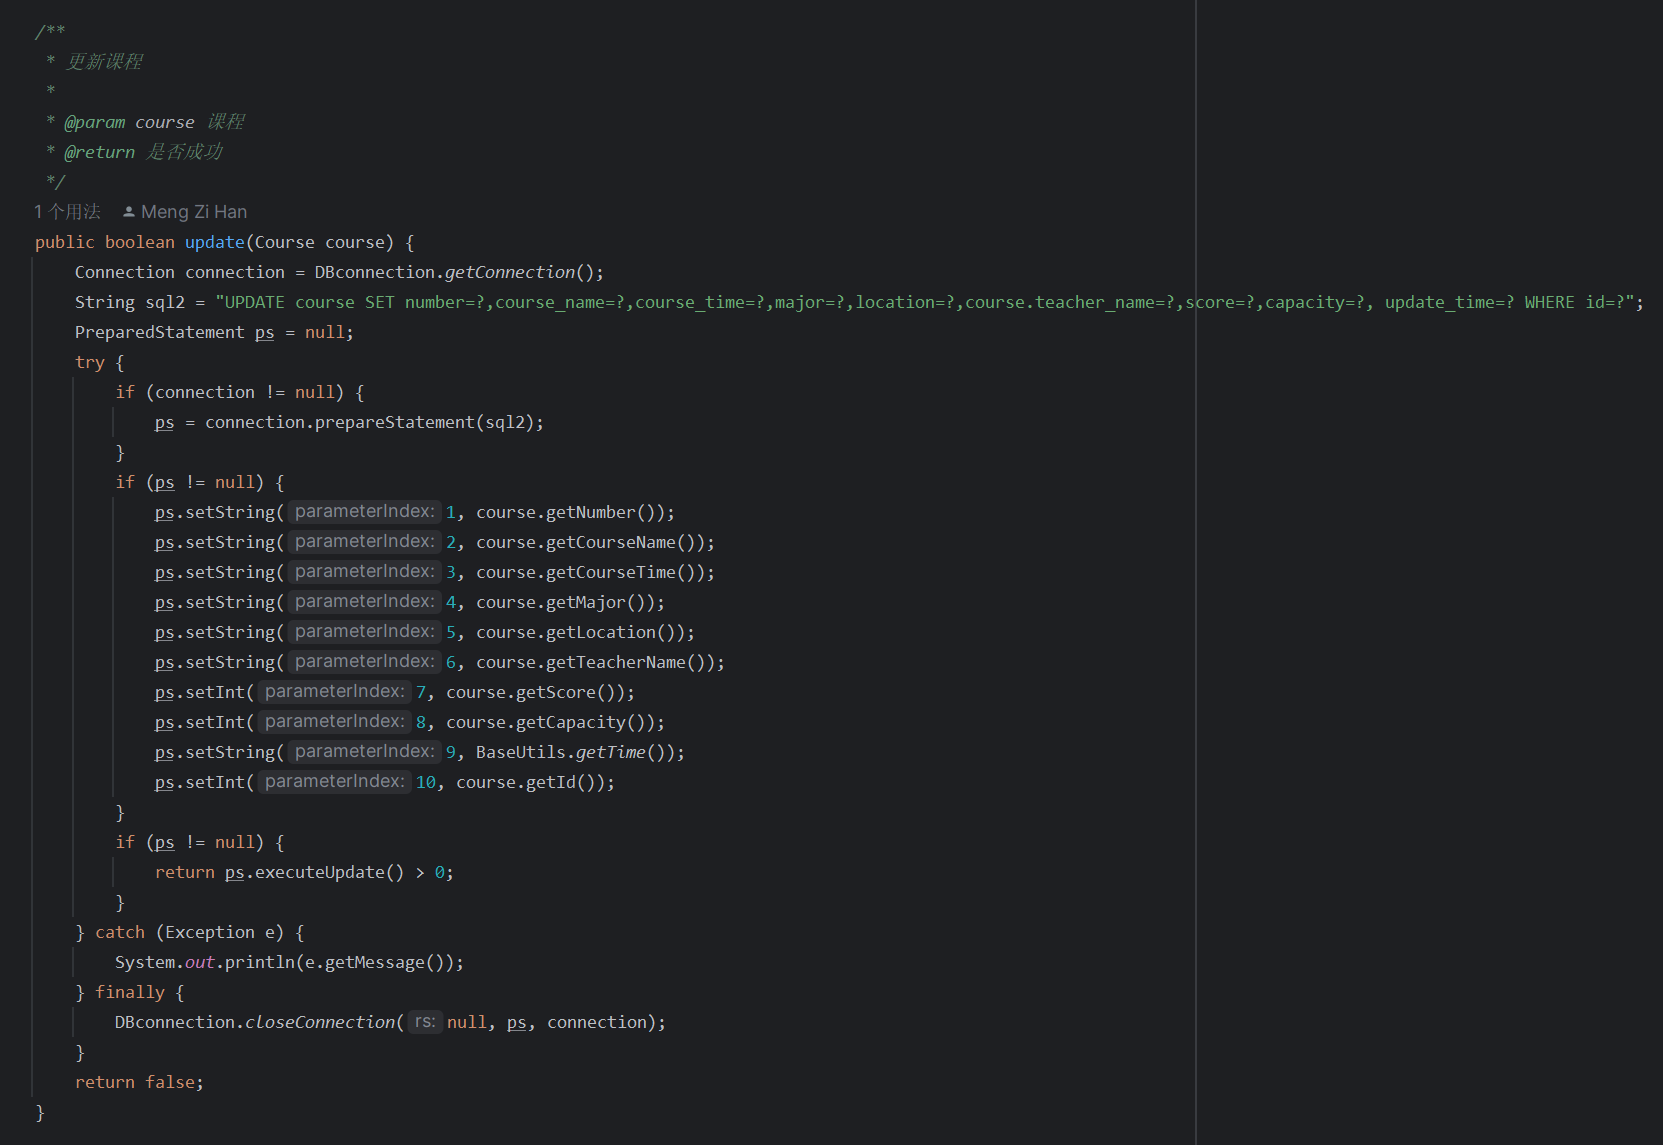 /**
 * 更新课程
 *
 * @param course 课程
 * @return 是否成功
 */
1 个用法 Meng Zi Han
public boolean update(Course course) {
    Connection connection = DBconnection.getConnection();
    String sql2 = "UPDATE course SET number=?,course_name=?,course_time=?,major=?,location=?,course.teacher_name=?,score=?,capacity=?, update_time=? WHERE id=?";
    PreparedStatement ps = null;
    try {
        if (connection != null) {
            ps = connection.prepareStatement(sql2);
        }
        if (ps != null) {
            ps.setString( parameterIndex: 1, course.getNumber());
            ps.setString( parameterIndex: 2, course.getCourseName());
            ps.setString( parameterIndex: 3, course.getCourseTime());
            ps.setString( parameterIndex: 4, course.getMajor());
            ps.setString( parameterIndex: 5, course.getLocation());
            ps.setString( parameterIndex: 6, course.getTeacherName());
            ps.setInt( parameterIndex: 7, course.getScore());
            ps.setInt( parameterIndex: 8, course.getCapacity());
            ps.setString( parameterIndex: 9, BaseUtils.getTime());
            ps.setInt( parameterIndex: 10, course.getId());
        }
        if (ps != null) {
            return ps.executeUpdate() > 0;
        }
    } catch (Exception e) {
        System.out.println(e.getMessage());
    } finally {
        DBconnection.closeConnection( rs: null, ps, connection);
    }
    return false;
}